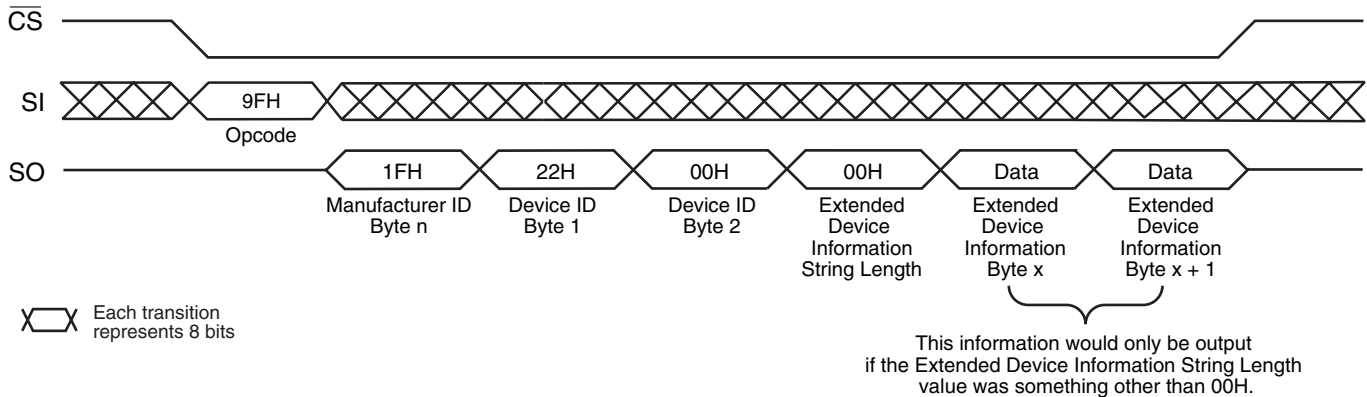 CS
SI
9FH
Opcode
SO
1FH
22H
00H
00H
Data
Data
Manufacturer ID
Byte n
Device ID
Byte 1
Device ID
Byte 2
Extended
Device
Information
String Length
Extended
Device
Information
Byte x
Extended
Device
Information
Byte x + 1
Each transition
represents 8 bits
This information would only be output
if the Extended Device Information String Length
value was something other than 00H.